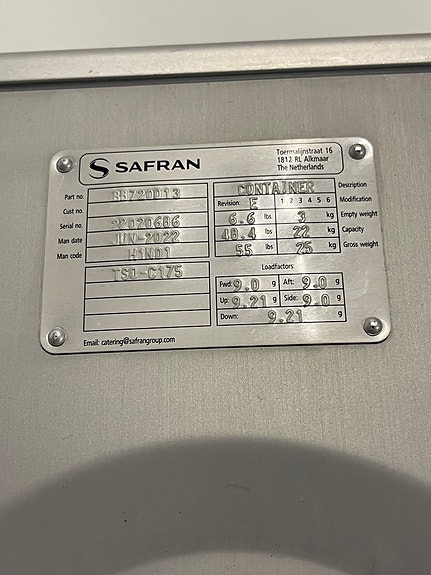 SAFRAN
Toermalijnstraat 16
1812 RL Alkmaar
The Netherlands
Part no.
Cust no.
Serial no. 22020686
Man date JUN-2022
Man code H1N01
TSO-C175
CONTAINER Description
Revision: E 1 2 3 4 5 6 Modification
6.6 lbs 3 kg Empty weight
48.4 lbs 22 kg Capacity
55 lbs 25 kg Gross weight
Loadfactors
Fwd: 9.0 g Aft: 9.0 g
Up: 9.21 g Side: 9.0 g
Down: 9.21 g
Email: catering@safrangroup.com